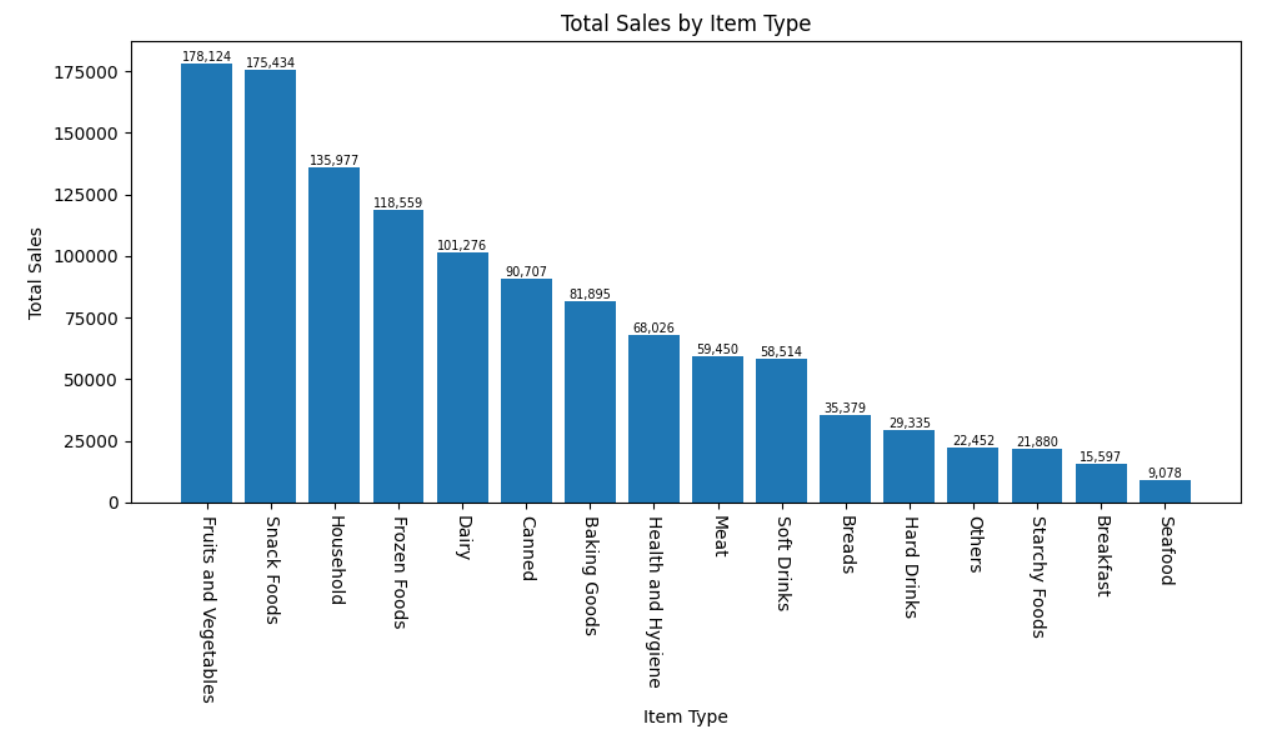 Total Sales by Item Type
Total Sales
175000
150000
125000
100000
75000
50000
25000
0
178,124
175,434
135,977
118,559
101,276
90,707
81,895
68,026
59,450
58,514
35,379
29,335
22,452
21,880
15,597
9,078
Fruits and Vegetables
Snack Foods
Household
Frozen Foods
Dairy
Canned
Baking Goods
Health and Hygiene
Meat
Soft Drinks
Breads
Hard Drinks
Others
Starchy Foods
Breakfast
Seafood
Item Type